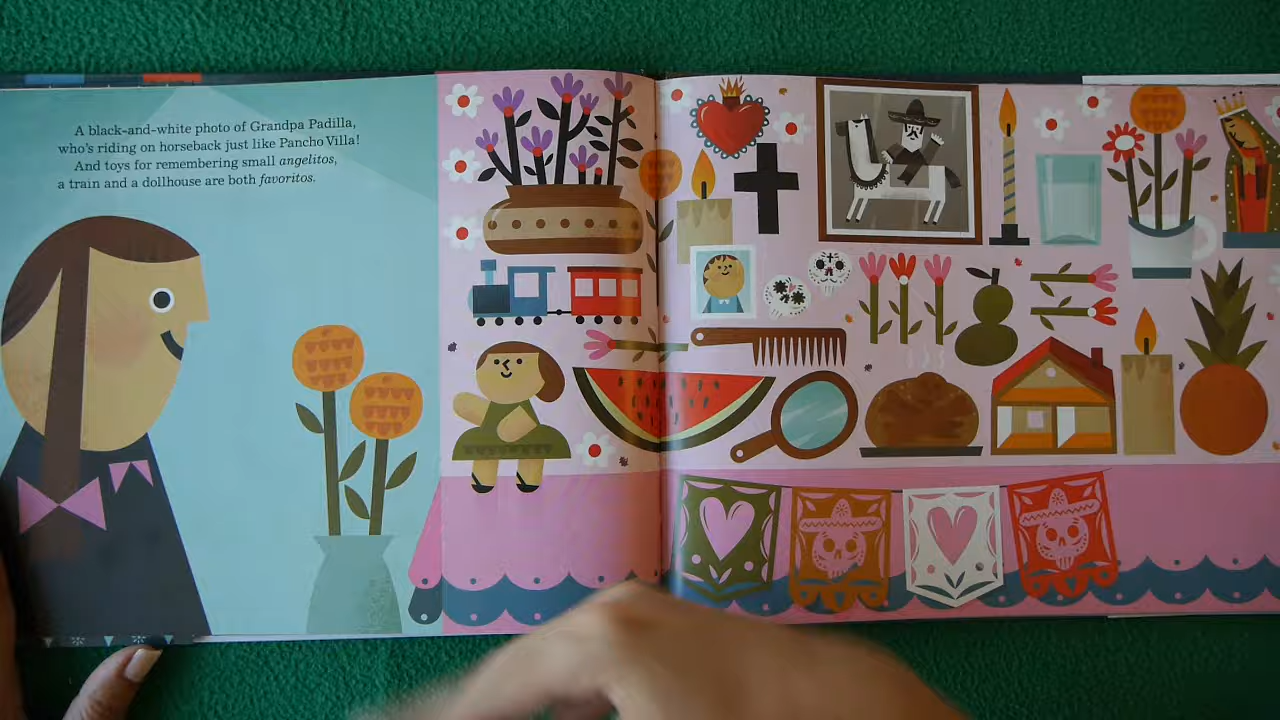 A black-and-white photo of Grandpa Padilla,
who's riding on horseback just like Pancho Villa!
And toys for remembering small angelitos,
a train and a dollhouse are both favoritos.